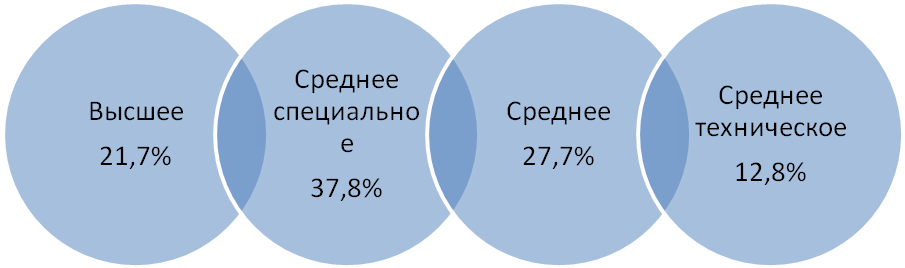 Высшее
21,7%
Среднее
специально
е
37,8%
Среднее
27,7%
Среднее
техническое
12,8%